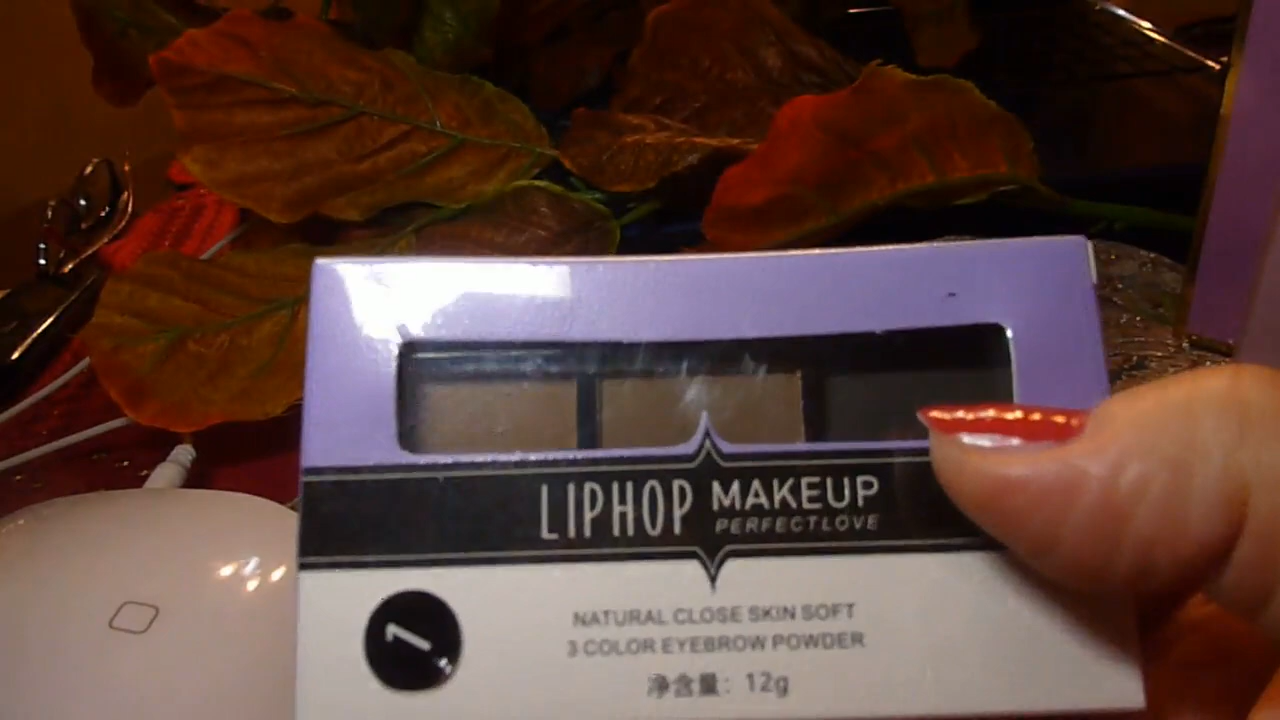 LIPHOP MAKEUP
PERFECTLOVE
NATURAL CLOSE SKIN SOFT
3 COLOR EYEBROW POWDER
净含量: 12g